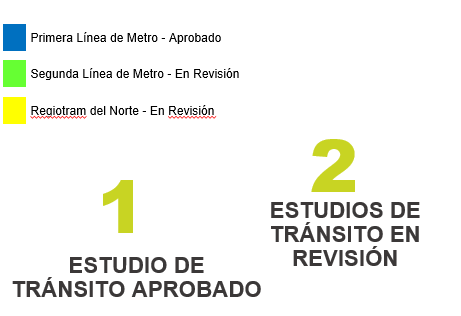 Primera Línea de Metro - Aprobado
Segunda Línea de Metro - En Revisión
Regiotram del Norte - En Revisión
1
ESTUDIO DE
TRÁNSITO APROBADO
2
ESTUDIOS DE
TRÁNSITO EN
REVISIÓN